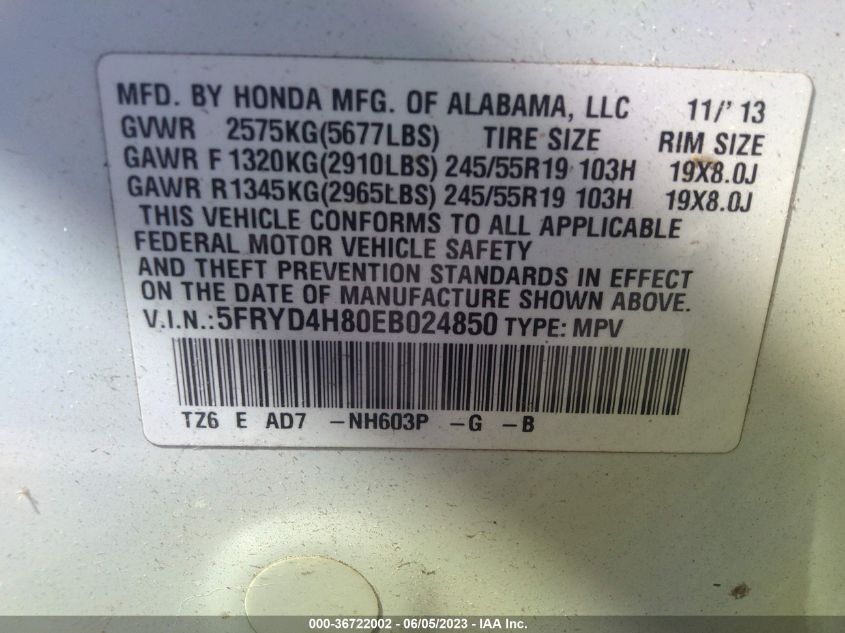 MFD. BY HONDA MFG. OF ALABAMA, LLC 11/' 13
GVWR 2575KG(5677LBS) TIRE SIZE RIM SIZE
GAWR F 1320KG(2910LBS) 245/55R19 103H 19X8.0J
GAWR R1345KG(2965LBS) 245/55R19 103H 19X8.0J
THIS VEHICLE CONFORMS TO ALL APPLICABLE
FEDERAL MOTOR VEHICLE SAFETY
AND THEFT PREVENTION STANDARDS IN EFFECT
ON THE DATE OF MANUFACTURE SHOWN ABOVE.
V.I.N.:5FRYD4H80EB024850 TYPE: MPV
TZ6 E AD7 -NH603P -G -B
000-36722002 - 06/05/2023 - IAA Inc.